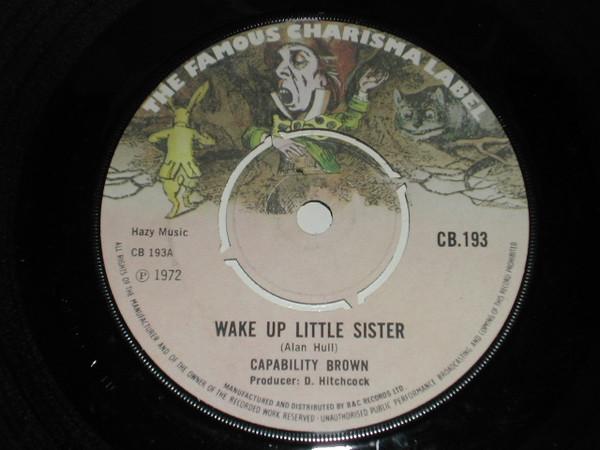 THE FAMOUS CHARISMA LABEL
Hazy Music
CB 193A
Ⓟ 1972
CB.193
WAKE UP LITTLE SISTER
(Alan Hull)
CAPABILITY BROWN
Producer: D. Hitchcock
MANUFACTURED AND DISTRIBUTED BY B&C RECORDS LTD.
ALL RIGHTS OF THE MANUFACTURER AND OF THE OWNER OF THE RECORDED WORK RESERVED · UNAUTHORISED PUBLIC PERFORMANCE BROADCASTING AND COPYING OF THIS RECORD PROHIBITED